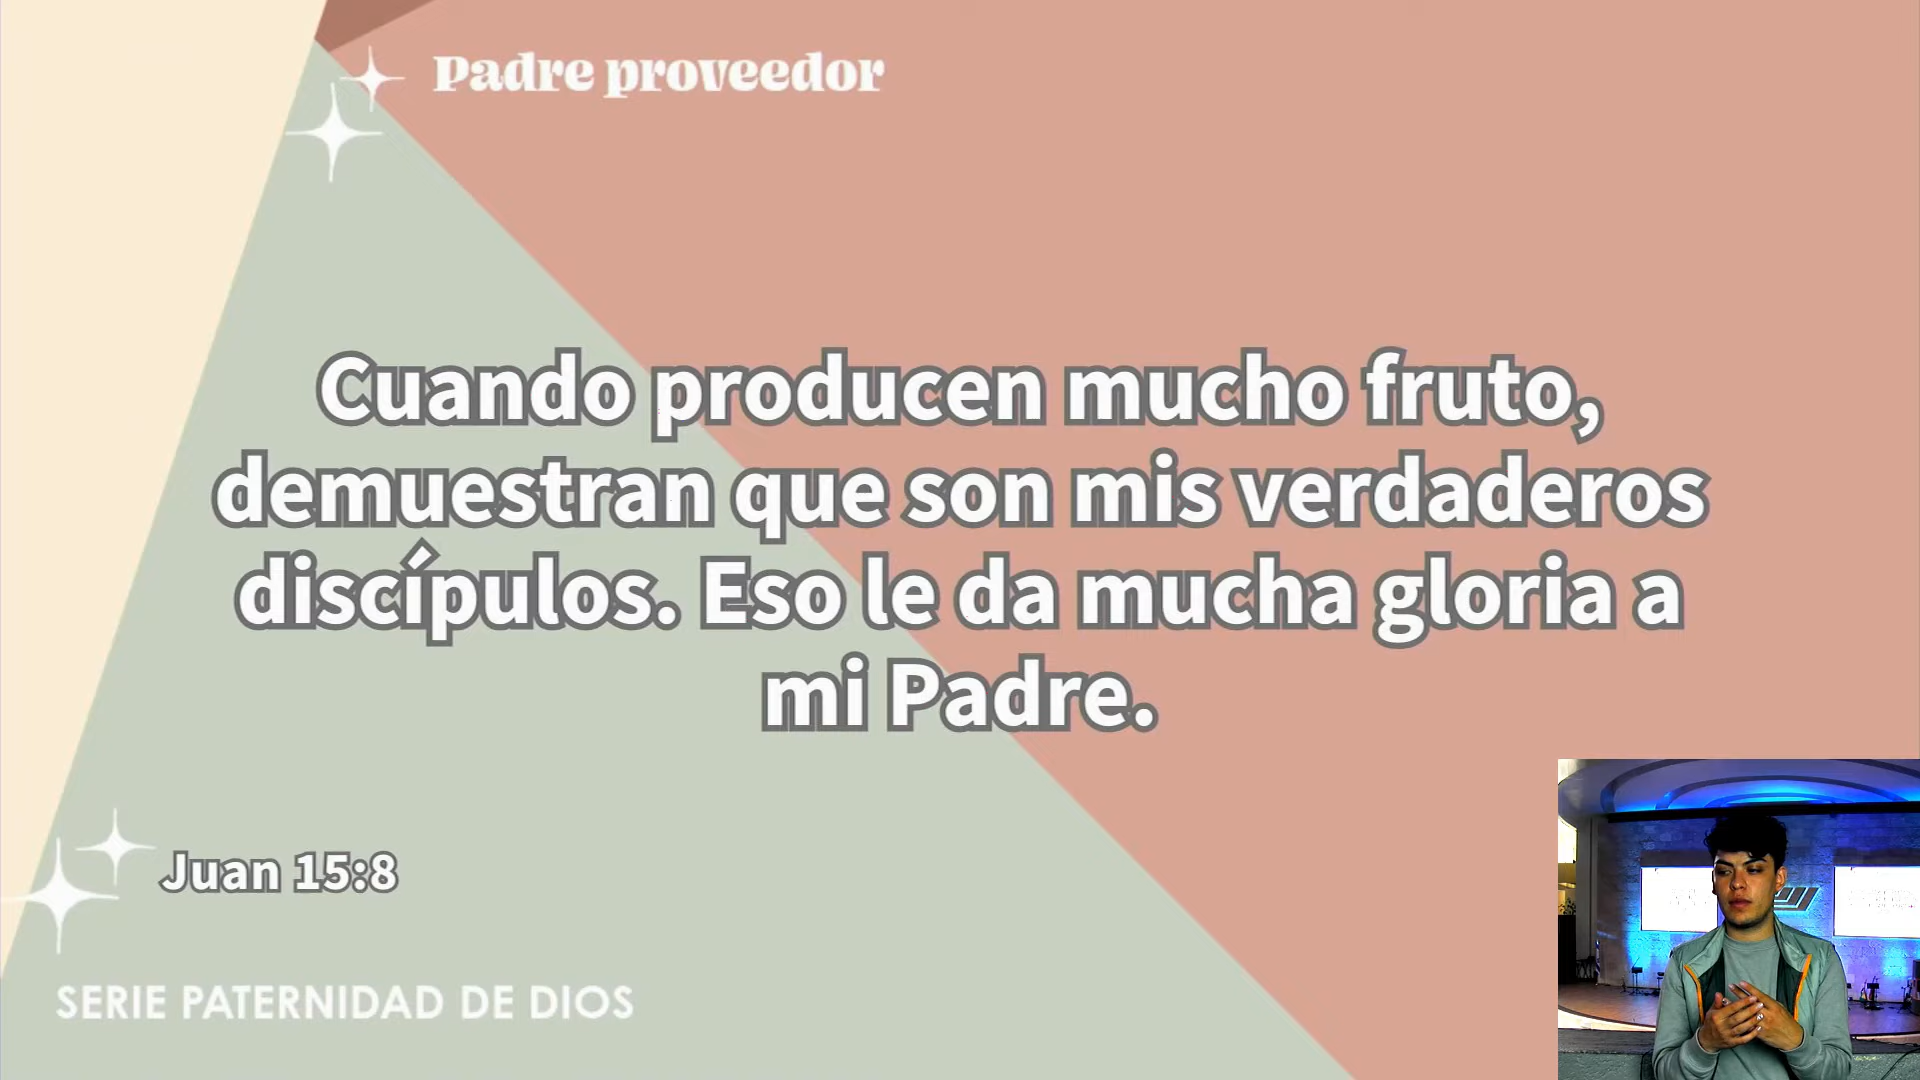 Padre proveedor
Cuando producen mucho fruto,
demuestran que son mis verdaderos
discípulos. Eso le da mucha gloria a
mi Padre.
Juan 15:8
SERIE PATERNIDAD DE DIOS